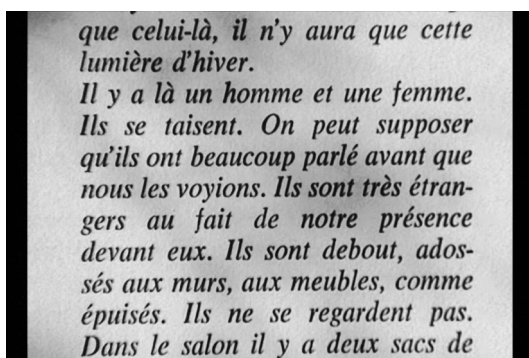 que celui-là, il n'y aura que cette
lumière d'hiver.
Il y a là un homme et une femme.
Ils se taisent. On peut supposer
qu'ils ont beaucoup parlé avant que
nous les voyions. Ils sont très étran-
gers au fait de notre présence
devant eux. Ils sont debout, ados-
sés aux murs, aux meubles, comme
épuisés. Ils ne se regardent pas.
Dans le salon il y a deux sacs de